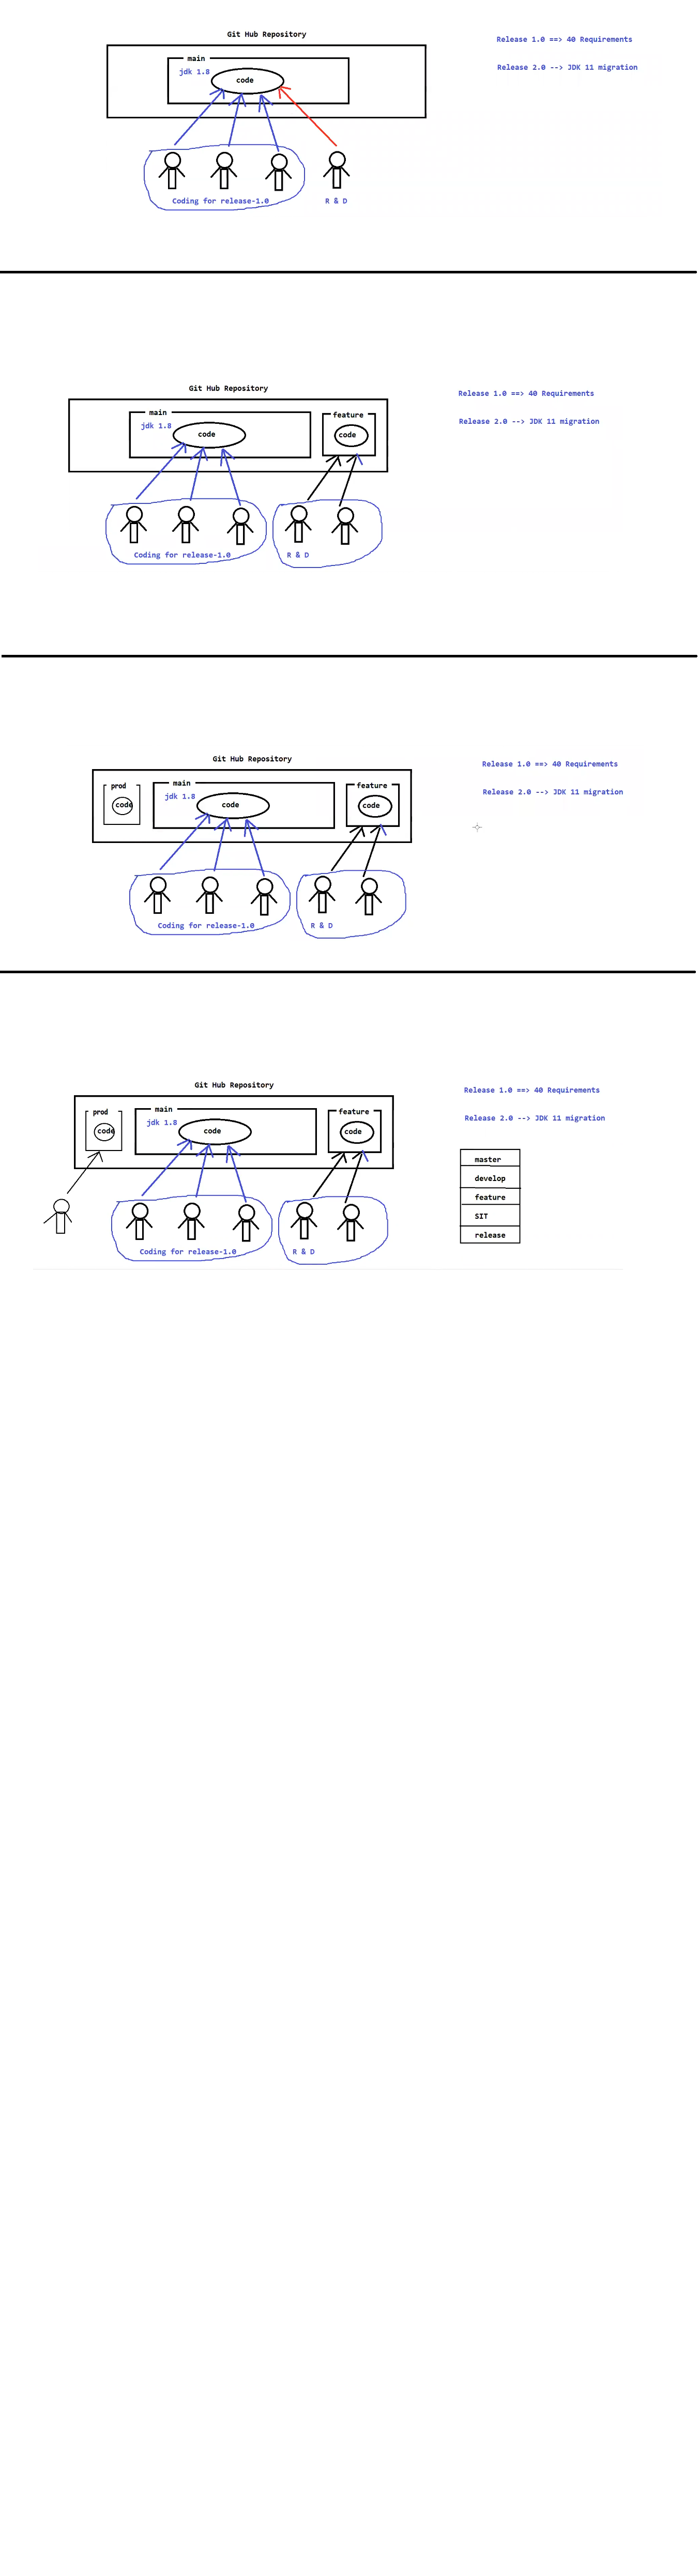 Git Hub Repository
Release 1.0 ==> 40 Requirements
main
Release 2.0 --> JDK 11 migration
jdk 1.8
code
Coding for release-1.0
R & D
Git Hub Repository
Release 1.0 ==> 40 Requirements
main
feature
Release 2.0 --> JDK 11 migration
jdk 1.8
code
code
Coding for release-1.0
R & D
Git Hub Repository
Release 1.0 ==> 40 Requirements
prod
main
feature
Release 2.0 --> JDK 11 migration
jdk 1.8
code
code
code
Coding for release-1.0
R & D
Git Hub Repository
Release 1.0 ==> 40 Requirements
prod
main
feature
Release 2.0 --> JDK 11 migration
jdk 1.8
code
code
code
master
develop
feature
SIT
release
Coding for release-1.0
R & D